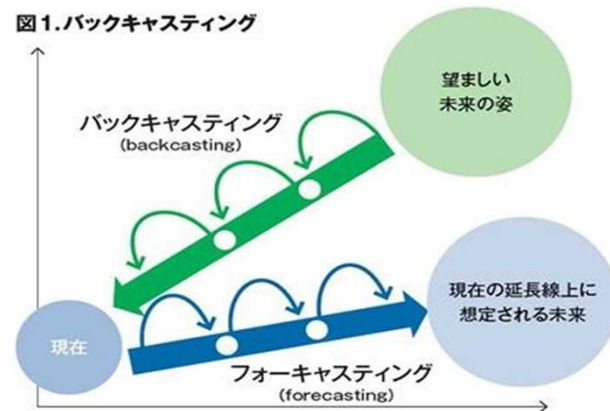 図1.バックキャスティング
望ましい
未来の姿
バックキャスティング
(backcasting)
現在の延長線上に
想定される未来
現在
フォーキャスティング
(forecasting)